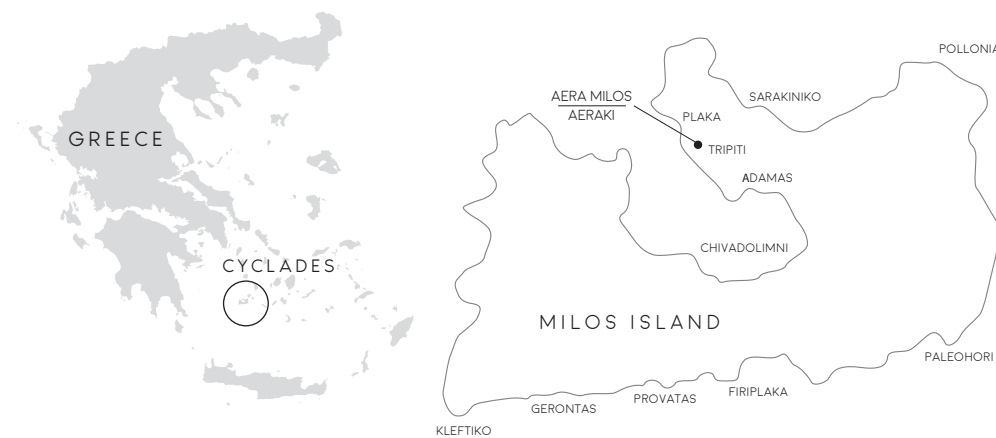 GREECE
CYCLADES
AERA MILOS
AERAKI
PLAKA
TRIPITI
ADAMAS
SARAKINIKO
POLLONIA
CHIVADOLIMNI
MILOS ISLAND
PALEOHORI
FIRIPLAKA
PROVATAS
GERONTAS
KLEFTIKO